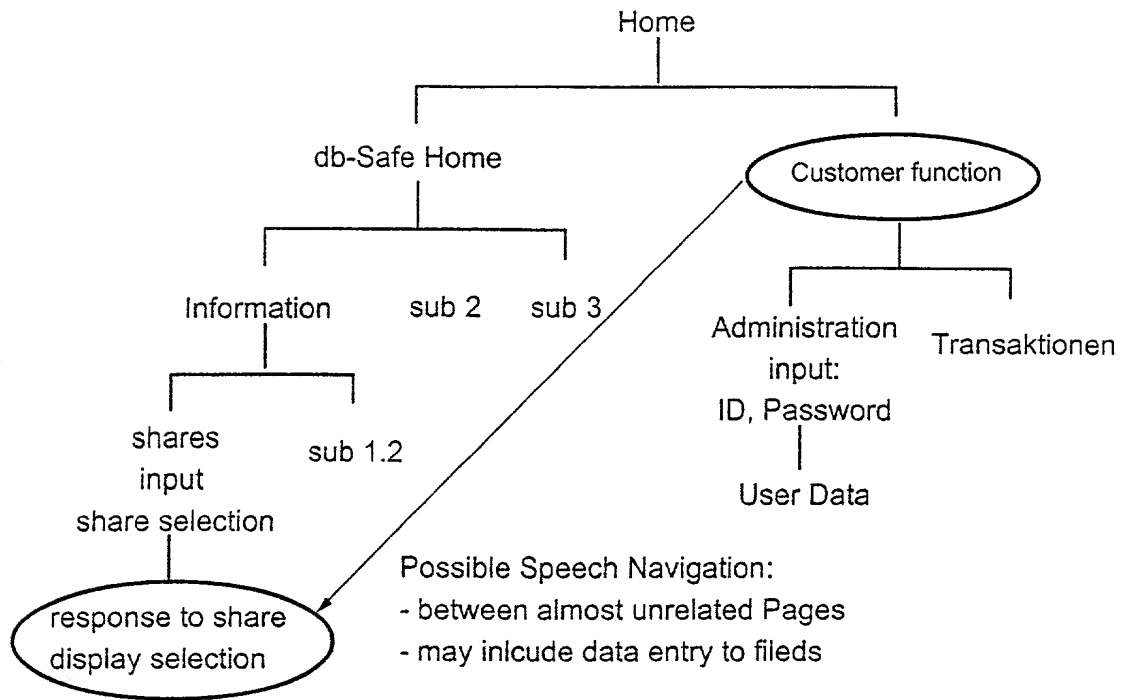 Home
db-Safe Home
Customer function
Information
sub 2
sub 3
Administration
input:
ID, Password
Transaktionen
shares
input
share selection
sub 1.2
User Data
response to share
display selection
Possible Speech Navigation:
- between almost unrelated Pages
- may inlcude data entry to fileds